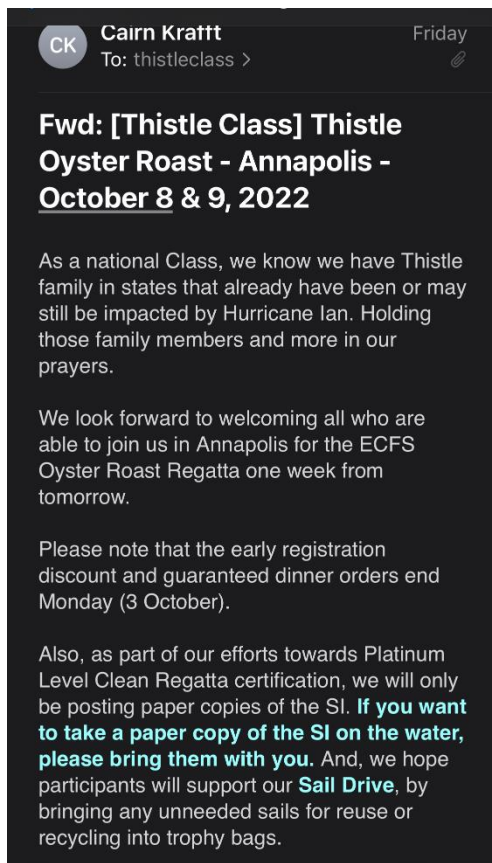 CK
Cairn Krafft
Friday
To: thistleclass >
Fwd: [Thistle Class] Thistle
Oyster Roast - Annapolis -
October 8 & 9, 2022
As a national Class, we know we have Thistle
family in states that already have been or may
still be impacted by Hurricane Ian. Holding
those family members and more in our
prayers.
We look forward to welcoming all who are
able to join us in Annapolis for the ECFS
Oyster Roast Regatta one week from
tomorrow.
Please note that the early registration
discount and guaranteed dinner orders end
Monday (3 October).
Also, as part of our efforts towards Platinum
Level Clean Regatta certification, we will only
be posting paper copies of the SI. If you want
to take a paper copy of the SI on the water,
please bring them with you. And, we hope
participants will support our Sail Drive, by
bringing any unneeded sails for reuse or
recycling into trophy bags.